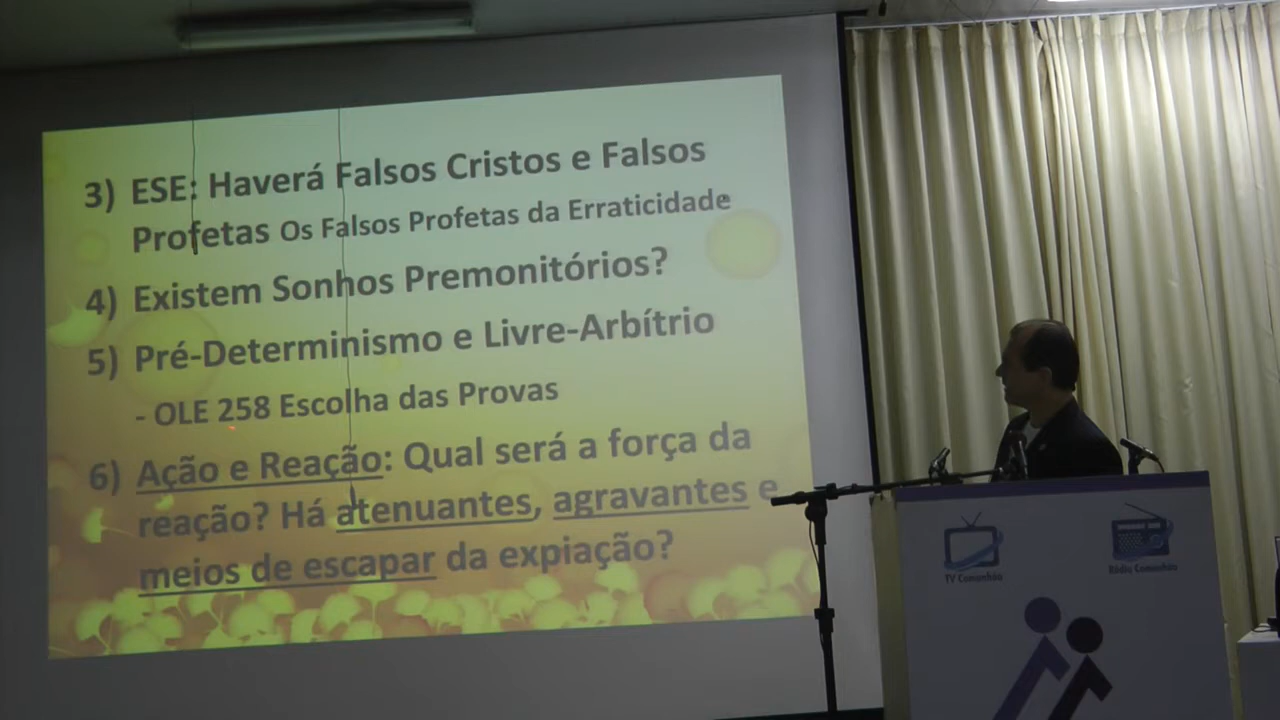 3) ESE: Haverá Falsos Cristos e Falsos
Profetas Os Falsos Profetas da Erraticidade
4) Existem Sonhos Premonitórios?
5) Pré-Determinismo e Livre-Arbítrio
- OLE 258 Escolha das Provas
6) Ação e Reação: Qual será a força da
reação? Há atenuantes, agravantes e
meios de escapar da expiação?
TV Comunhão
Rádio Comunhão